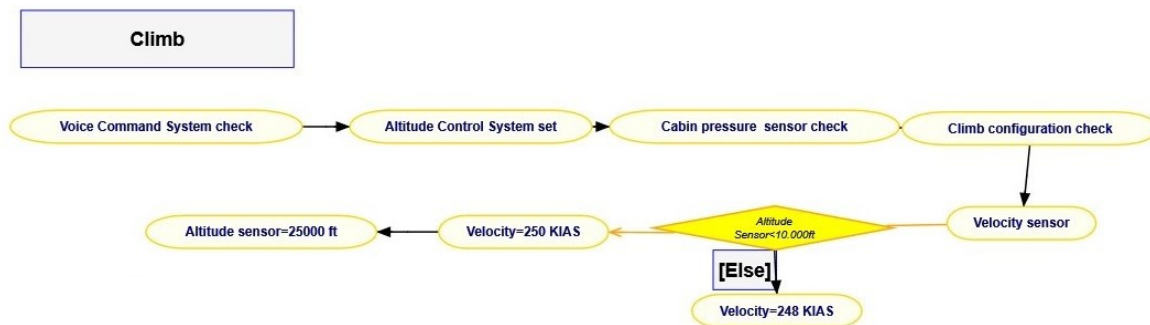 Climb
Voice Command System check
Altitude Control System set
Cabin pressure sensor check
Climb configuration check
Altitude sensor=25000 ft
Velocity=250 KIAS
Altitude
Sensor<10.000ft
Velocity sensor
[Else]
Velocity=248 KIAS